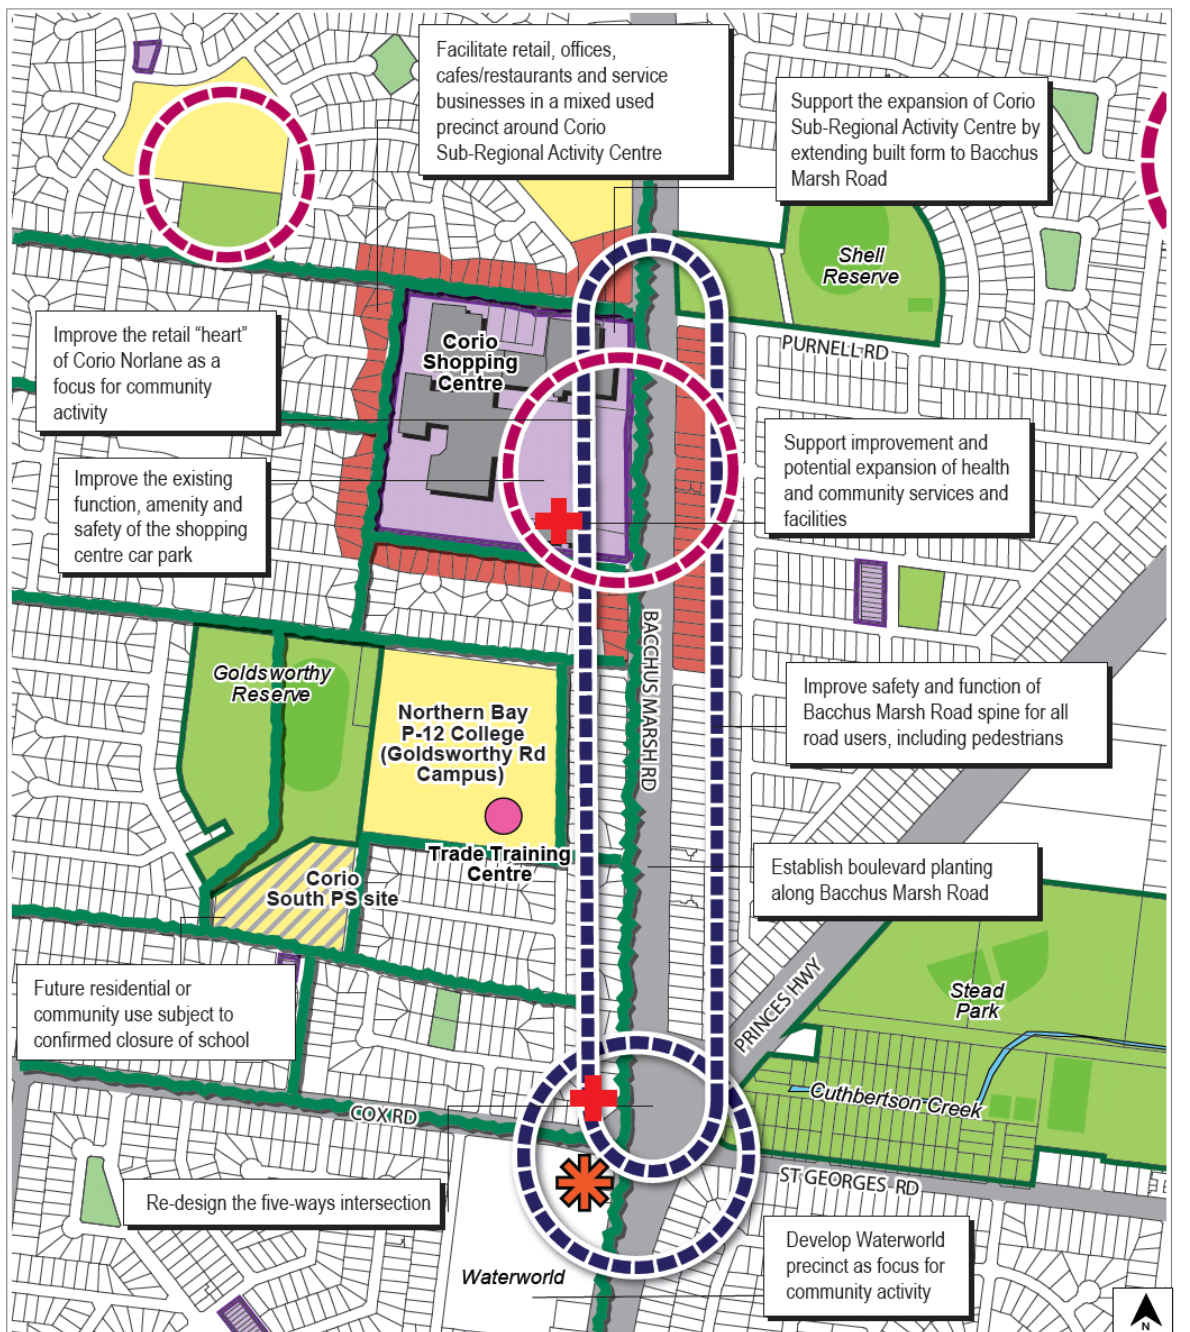 Facilitate retail, offices,
cafes/restaurants and service
businesses in a mixed used
precinct around Corio
Sub-Regional Activity Centre
Support the expansion of Corio
Sub-Regional Activity Centre by
extending built form to Bacchus
Marsh Road
Shell
Reserve
PURNELL RD
Improve the retail “heart”
of Corio Norlane as a
focus for community
activity
Corio
Shopping
Centre
Improve the existing
function, amenity and
safety of the shopping
centre car park
Support improvement and
potential expansion of health
and community services and
facilities
BACCHUS MARSH RD
Goldsworthy
Reserve
Northern Bay
P-12 College
(Goldsworthy Rd
Campus)
Improve safety and function of
Bacchus Marsh Road spine for all
road users, including pedestrians
Trade Training
Centre
Corio
South PS site
Establish boulevard planting
along Bacchus Marsh Road
Future residential or
community use subject to
confirmed closure of school
PRINCES HWY
Stead
Park
Cuthbertson Creek
COX RD
ST GEORGES RD
Re-design the five-ways intersection
Waterworld
Develop Waterworld
precinct as focus for
community activity
N